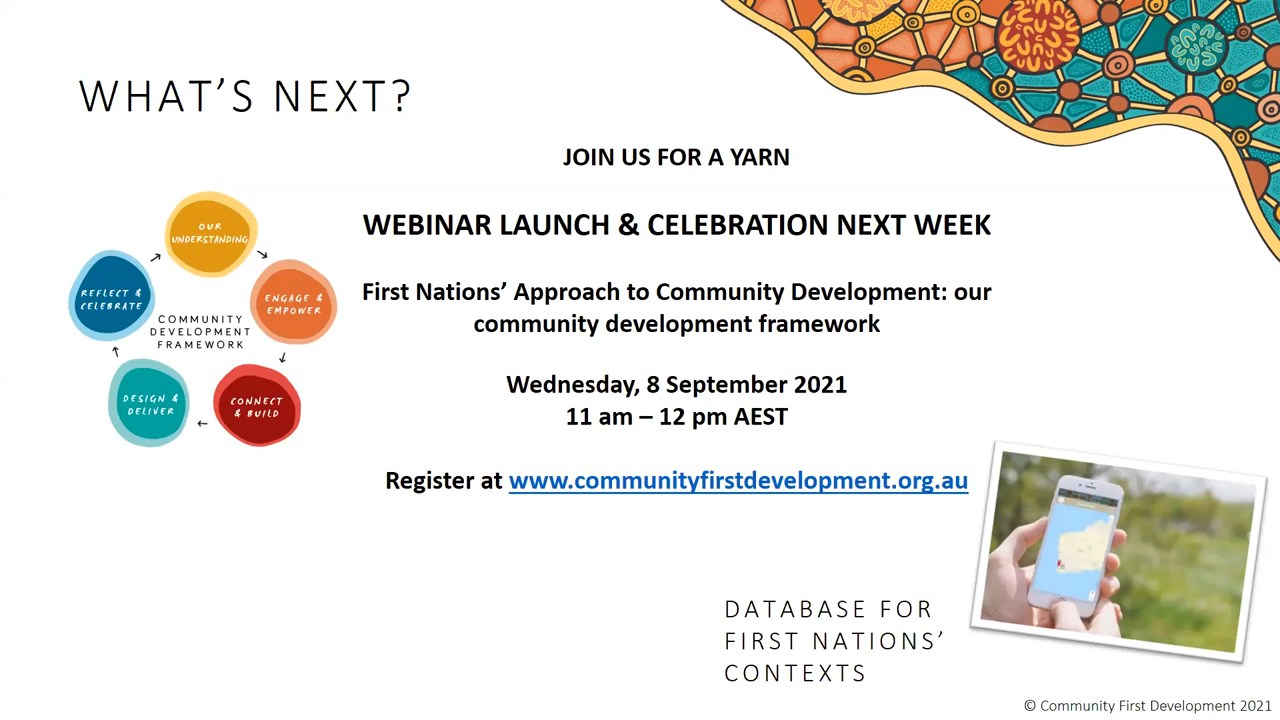 WHAT'S NEXT?
JOIN US FOR A YARN
WEBINAR LAUNCH & CELEBRATION NEXT WEEK
First Nations' Approach to Community Development: our
community development framework
Wednesday, 8 September 2021
11 am – 12 pm AEST
Register at www.communityfirstdevelopment.org.au
OUR
UNDERSTANDING
ENGAGE &
EMPOWER
CONNECT
& BUILD
DESIGN &
DELIVER
REFLECT &
CELEBRATE
COMMUNITY
DEVELOPMENT
FRAMEWORK
DATABASE FOR
FIRST NATIONS'
CONTEXTS
© Community First Development 2021